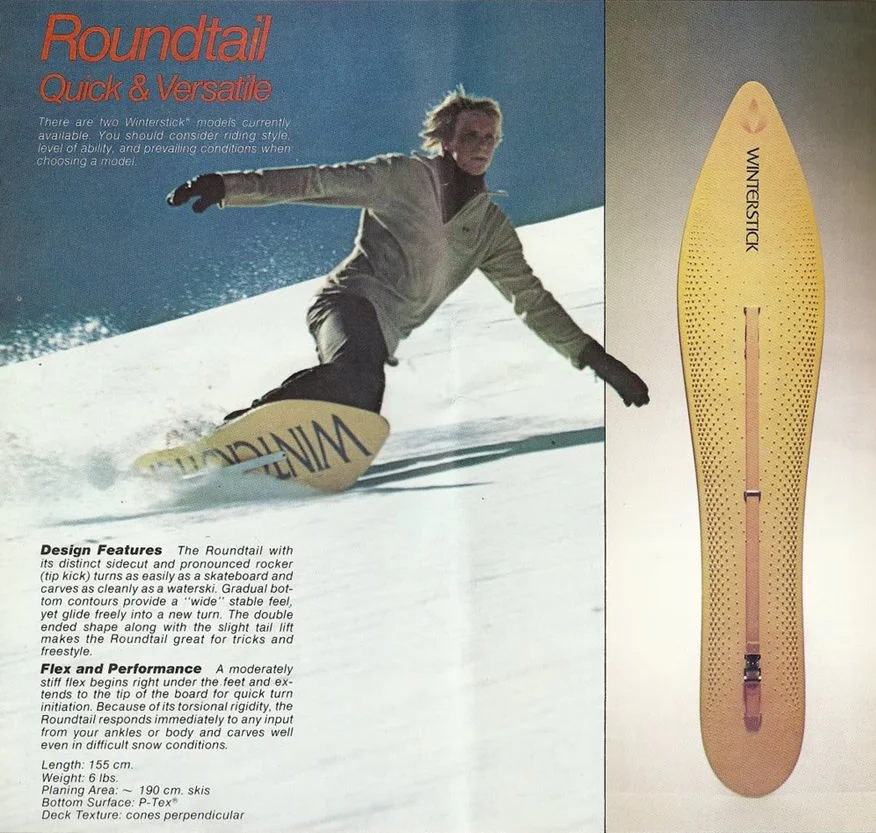 Roundtail
Quick & Versatile
There are two Winterstick® models currently
available. You should consider riding style,
level of ability, and prevailing conditions when
choosing a model.
WINTERSTICK
WINTERSTICK
Design Features The Roundtail with
its distinct sidecut and pronounced rocker
(tip kick) turns as easily as a skateboard and
carves as cleanly as a waterski. Gradual bot-
tom contours provide a "wide" stable feel,
yet glide freely into a new turn. The double
ended shape along with the slight tail lift
makes the Roundtail great for tricks and
freestyle.
Flex and Performance A moderately
stiff flex begins right under the feet and ex-
tends to the tip of the board for quick turn
initiation. Because of its torsional rigidity, the
Roundtail responds immediately to any input
from your ankles or body and carves well
even in difficult snow conditions.
Length: 155 cm.
Weight: 6 lbs.
Planing Area: ~ 190 cm. skis
Bottom Surface: P-Tex®
Deck Texture: cones perpendicular